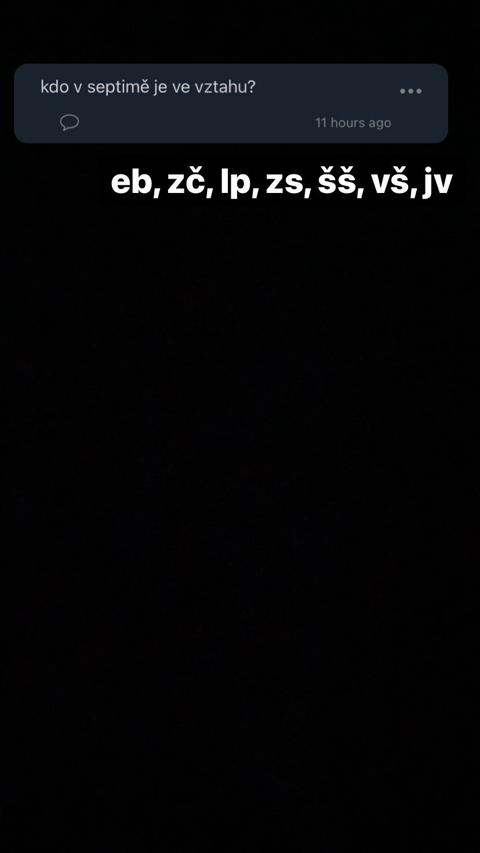 kdo v septimě je ve vztahu?
11 hours ago
eb, zč, lp, zs, šš, vš, jv